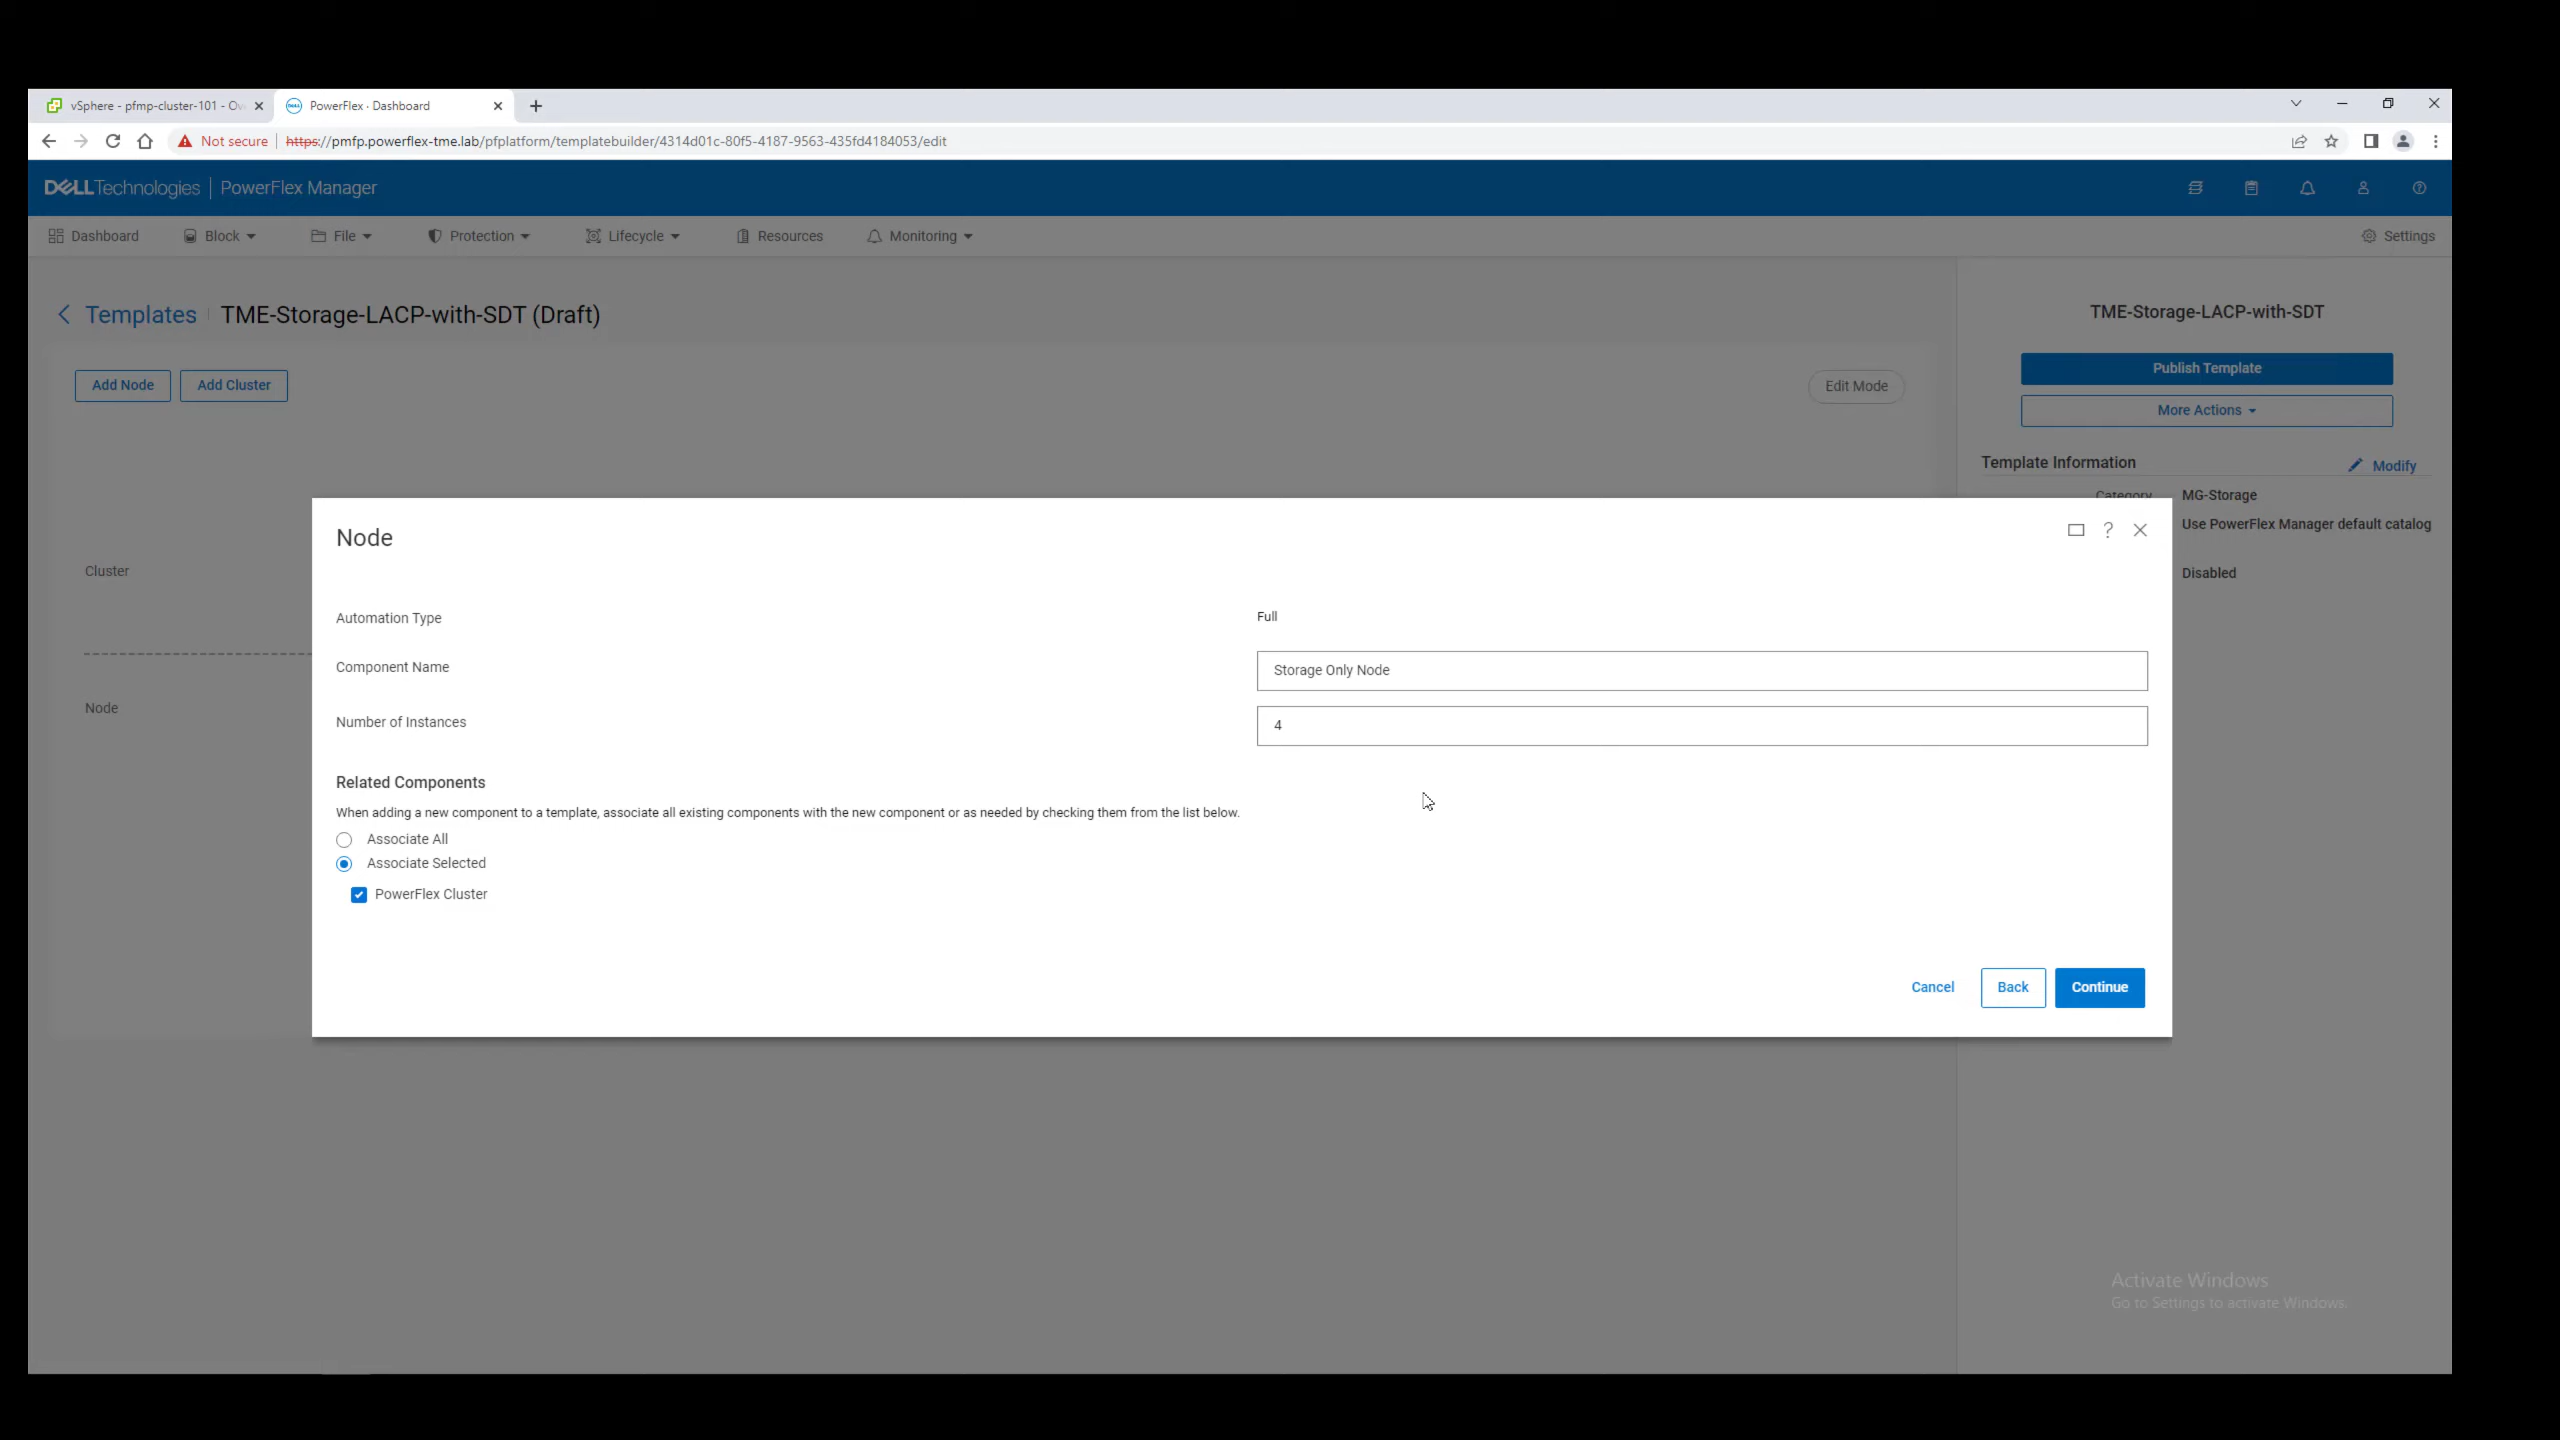 vSphere - pfmp-cluster-101 - Ov
PowerFlex - Dashboard
Not secure
https://pmfp.powerflex-tme.lab/pfplatform/templatebuilder/4314d01c-80f5-4187-9563-435fd4184053/edit
DELLTechnologies | PowerFlex Manager
Dashboard
Block
File
Protection
Lifecycle
Resources
Monitoring
Settings
Templates
TME-Storage-LACP-with-SDT (Draft)
TME-Storage-LACP-with-SDT
Add Node
Add Cluster
Edit Mode
Publish Template
More Actions
Template Information
Modify
Category
MG-Storage
Use PowerFlex Manager default catalog
Disabled
Cluster
Node
Node
?
Automation Type
Full
Component Name
Storage Only Node
Number of Instances
4
Related Components
When adding a new component to a template, associate all existing components with the new component or as needed by checking them from the list below.
Associate All
Associate Selected
PowerFlex Cluster
Cancel
Back
Continue
Activate Windows
Go to Settings to activate Windows.